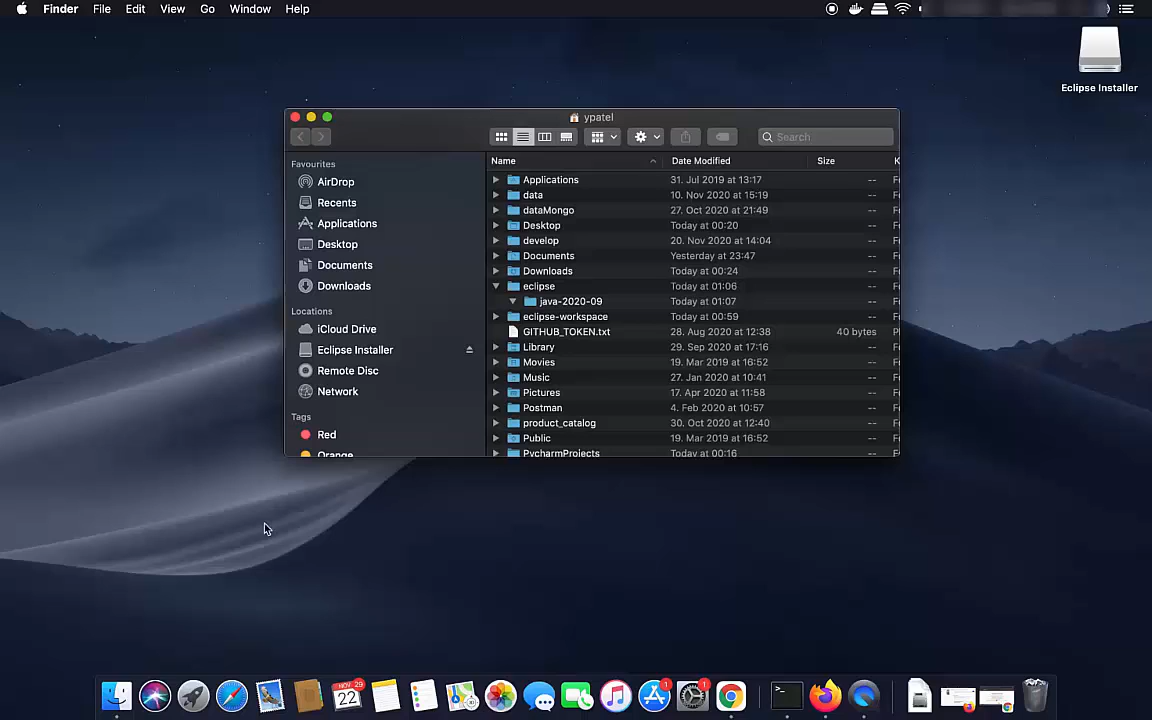 Finder File Edit View Go Window Help
Eclipse Installer
ypatel
Search
Favourites
AirDrop
Recents
Applications
Desktop
Documents
Downloads
Locations
iCloud Drive
Eclipse Installer
Remote Disc
Network
Tags
Red
Orange
Name Date Modified Size K
Applications 31. Jul 2019 at 13:17 -- F
data 10. Nov 2020 at 15:19 -- F
dataMongo 27. Oct 2020 at 21:49 -- F
Desktop Today at 00:20 -- F
develop 20. Nov 2020 at 14:04 -- F
Documents Yesterday at 23:47 -- F
Downloads Today at 00:24 -- F
eclipse Today at 01:06 -- F
java-2020-09 Today at 01:07 -- F
eclipse-workspace Today at 00:59 -- F
GITHUB_TOKEN.txt 28. Aug 2020 at 12:38 40 bytes P
Library 29. Sep 2020 at 17:16 -- F
Movies 19. Mar 2019 at 16:52 -- F
Music 27. Jan 2020 at 10:41 -- F
Pictures 17. Apr 2020 at 11:58 -- F
Postman 4. Feb 2020 at 10:57 -- F
product_catalog 30. Oct 2020 at 12:40 -- F
Public 19. Mar 2019 at 16:52 -- F
PycharmProjects Today at 00:16 -- F
NOV 29
22
1
1